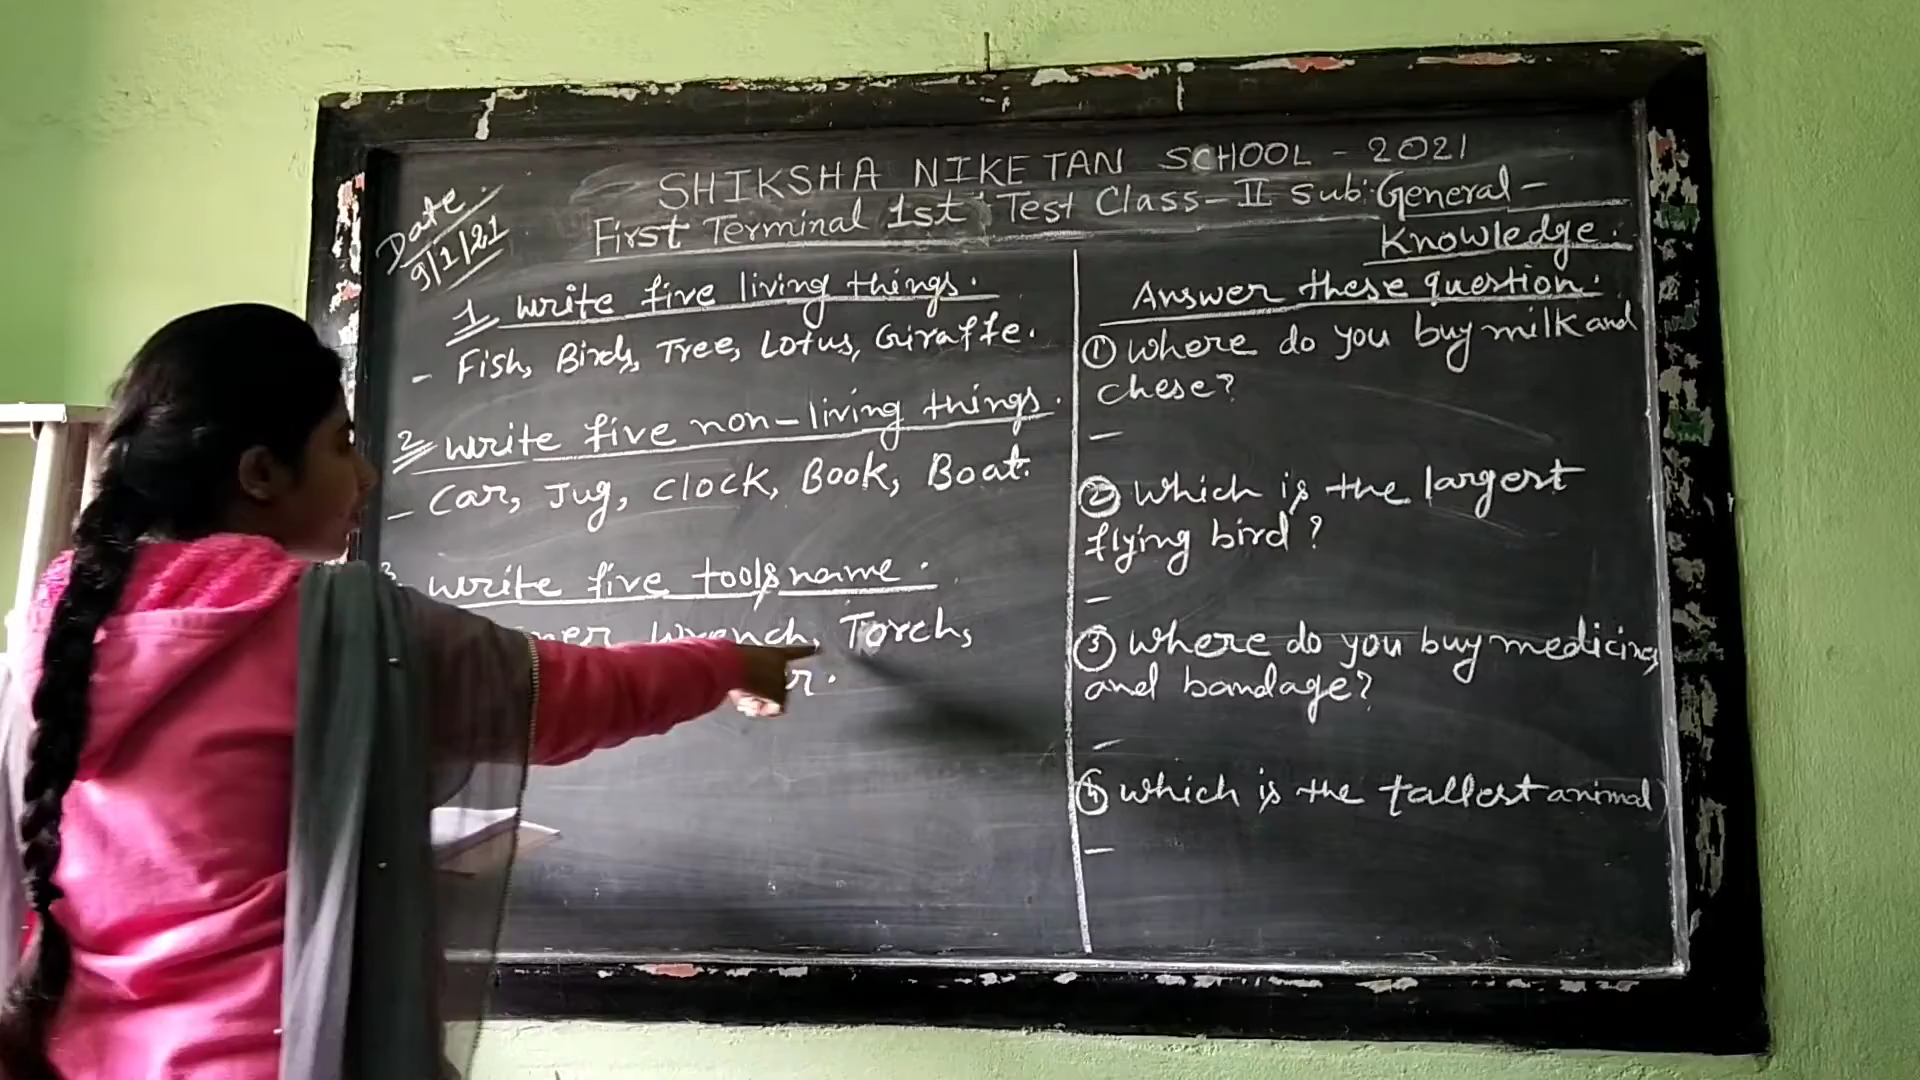 SHIKSHA NIKETAN SCHOOL - 2021
First Terminal 1st Test Class-II Sub: General-
Knowledge.
Date
9/1/21
1. Write five living things.
- Fish, Birds, Tree, Lotus, Giraffe.
2. Write five non-living things.
- Car, Jug, Clock, Book, Boat.
3 Write five tools name.
Wrench, Torch,
Answer these question.
① Where do you buy milk and
chese?
-
② Which is the largest
flying bird?
-
③ Where do you buy medicines
and bandage?
-
④ Which is the tallest animal
-